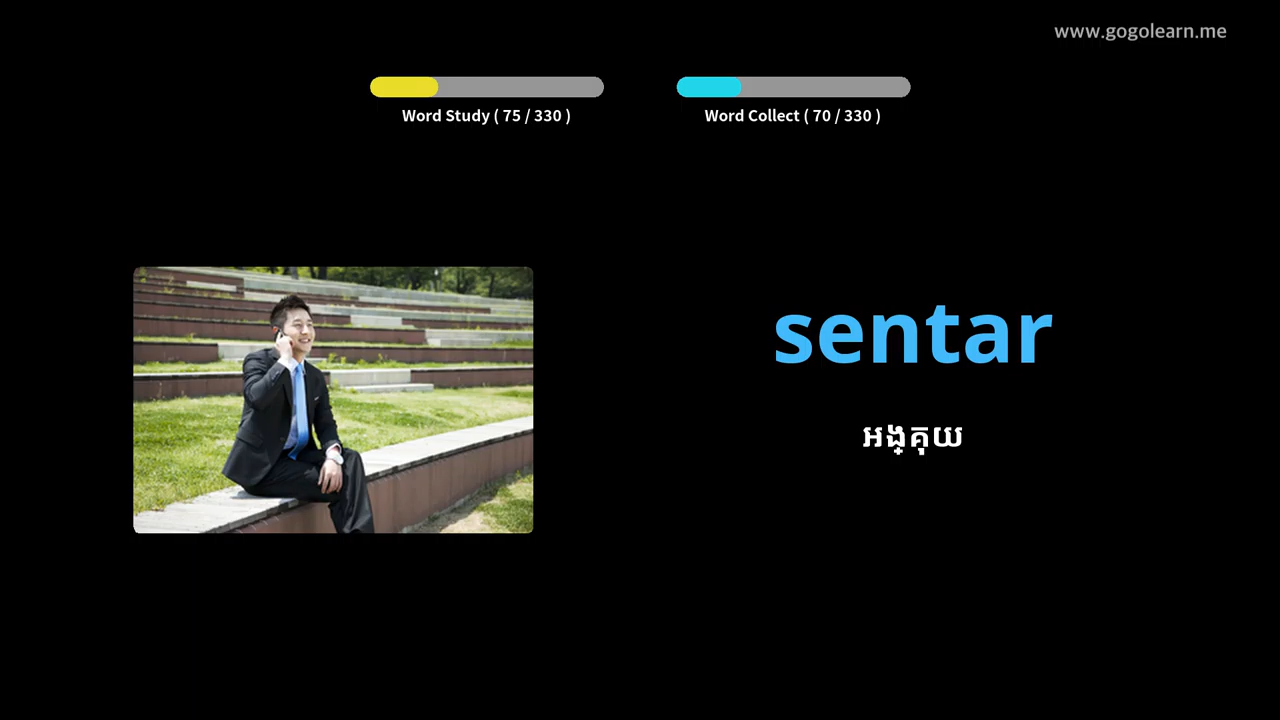 www.gogolearn.me
Word Study ( 75 / 330 )
Word Collect ( 70 / 330 )
sentar
អង្គុយ